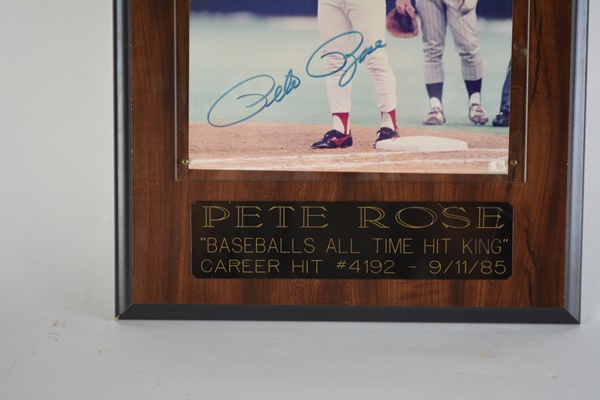 Pete Rose
PETE ROSE
"BASEBALLS ALL TIME HIT KING"
CAREER HIT #4192 - 9/11/85